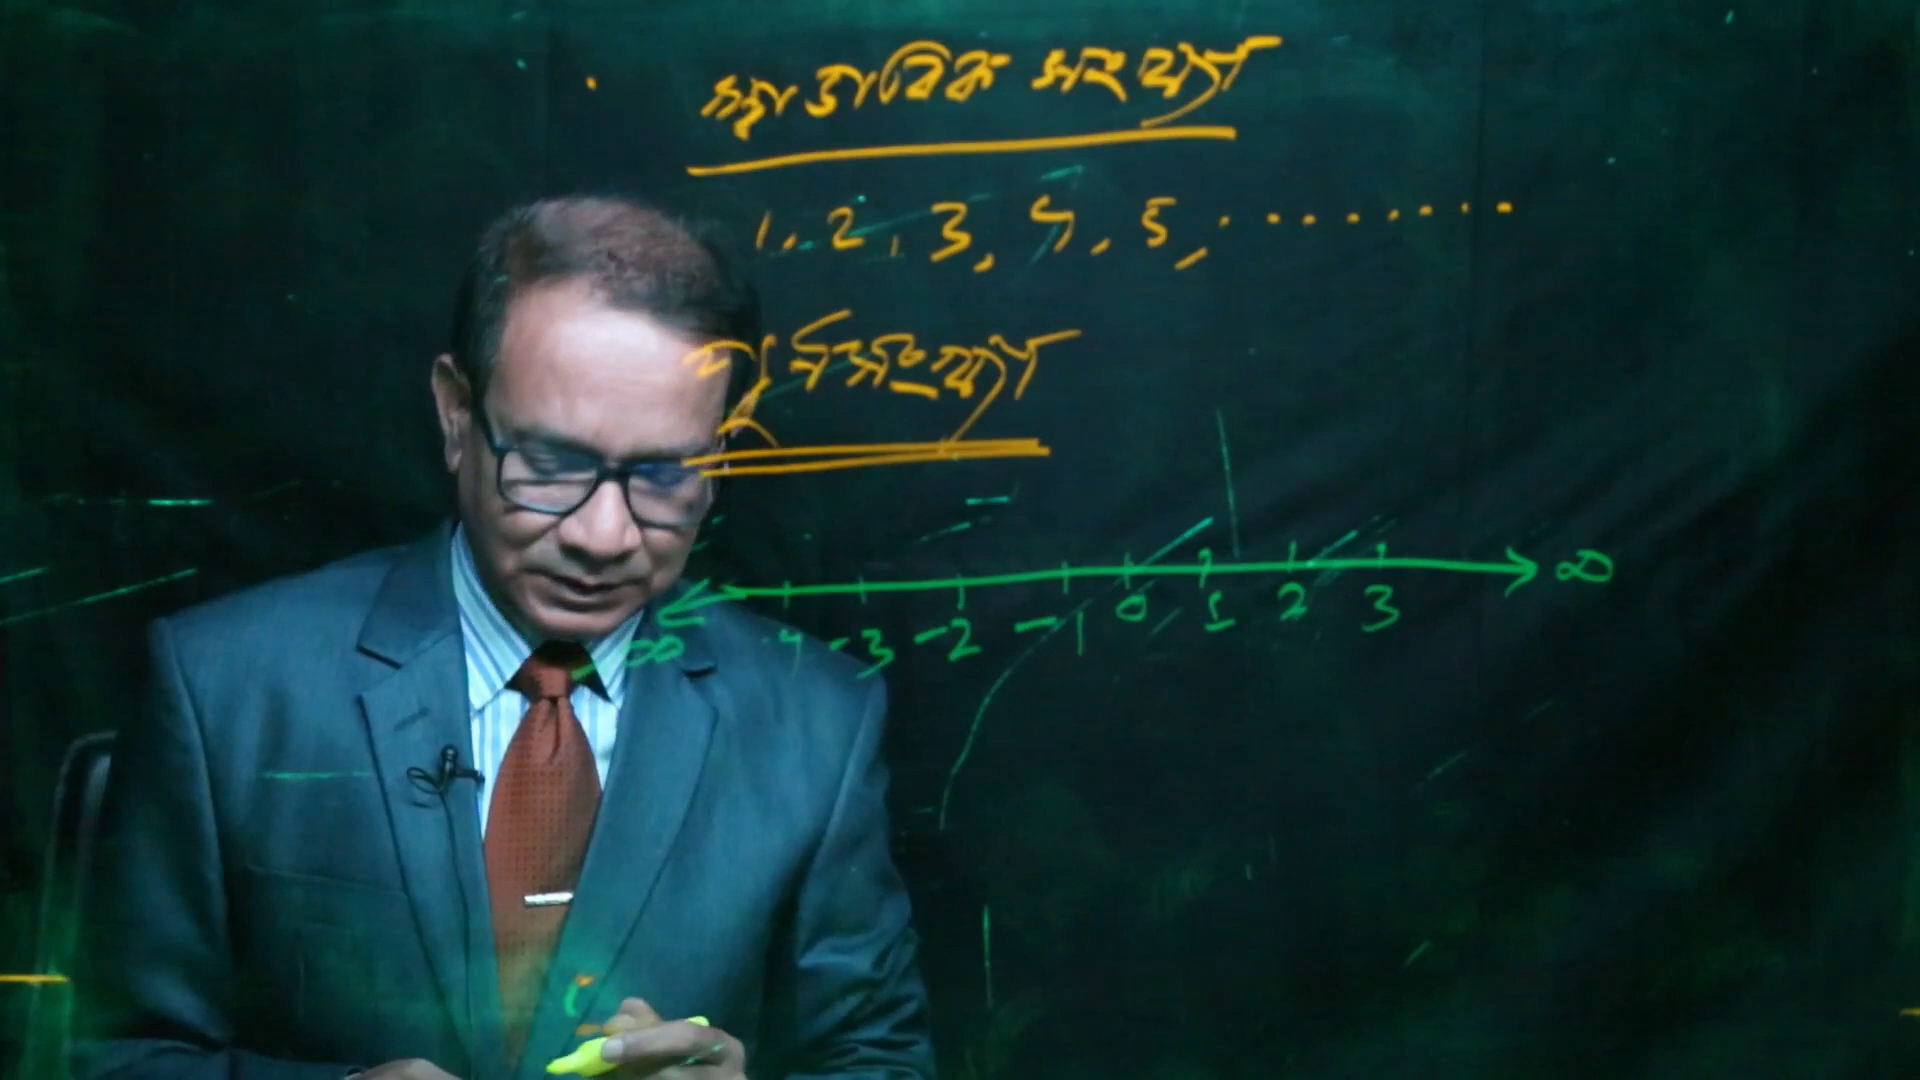 স্বাভাবিক সংখ্যা
1, 2, 3, 4, 5, .........
পূর্ণসংখ্যা
-∞ -4 -3 -2 -1 0 1 2 3 ∞